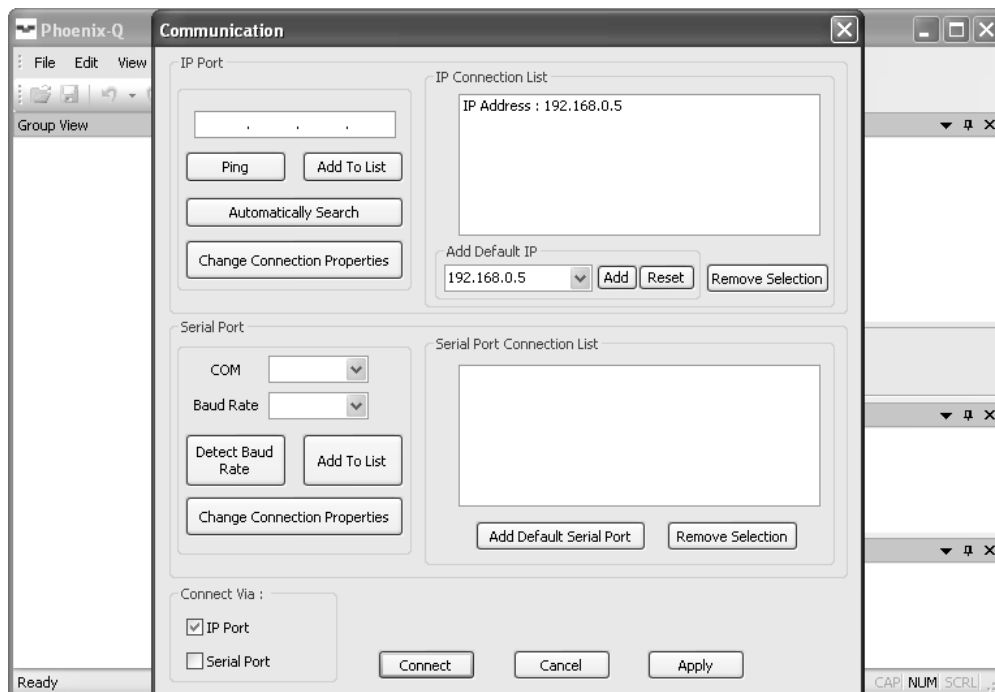 Phoenix-Q
File Edit View
Group View
Communication
IP Port
. . .
Ping
Add To List
Automatically Search
Change Connection Properties
IP Connection List
IP Address : 192.168.0.5
Add Default IP
192.168.0.5
Add
Reset
Remove Selection
Serial Port
COM
Baud Rate
Detect Baud
Rate
Add To List
Change Connection Properties
Serial Port Connection List
Add Default Serial Port
Remove Selection
Connect Via :
IP Port
Serial Port
Connect
Cancel
Apply
Ready
CAP NUM SCRL